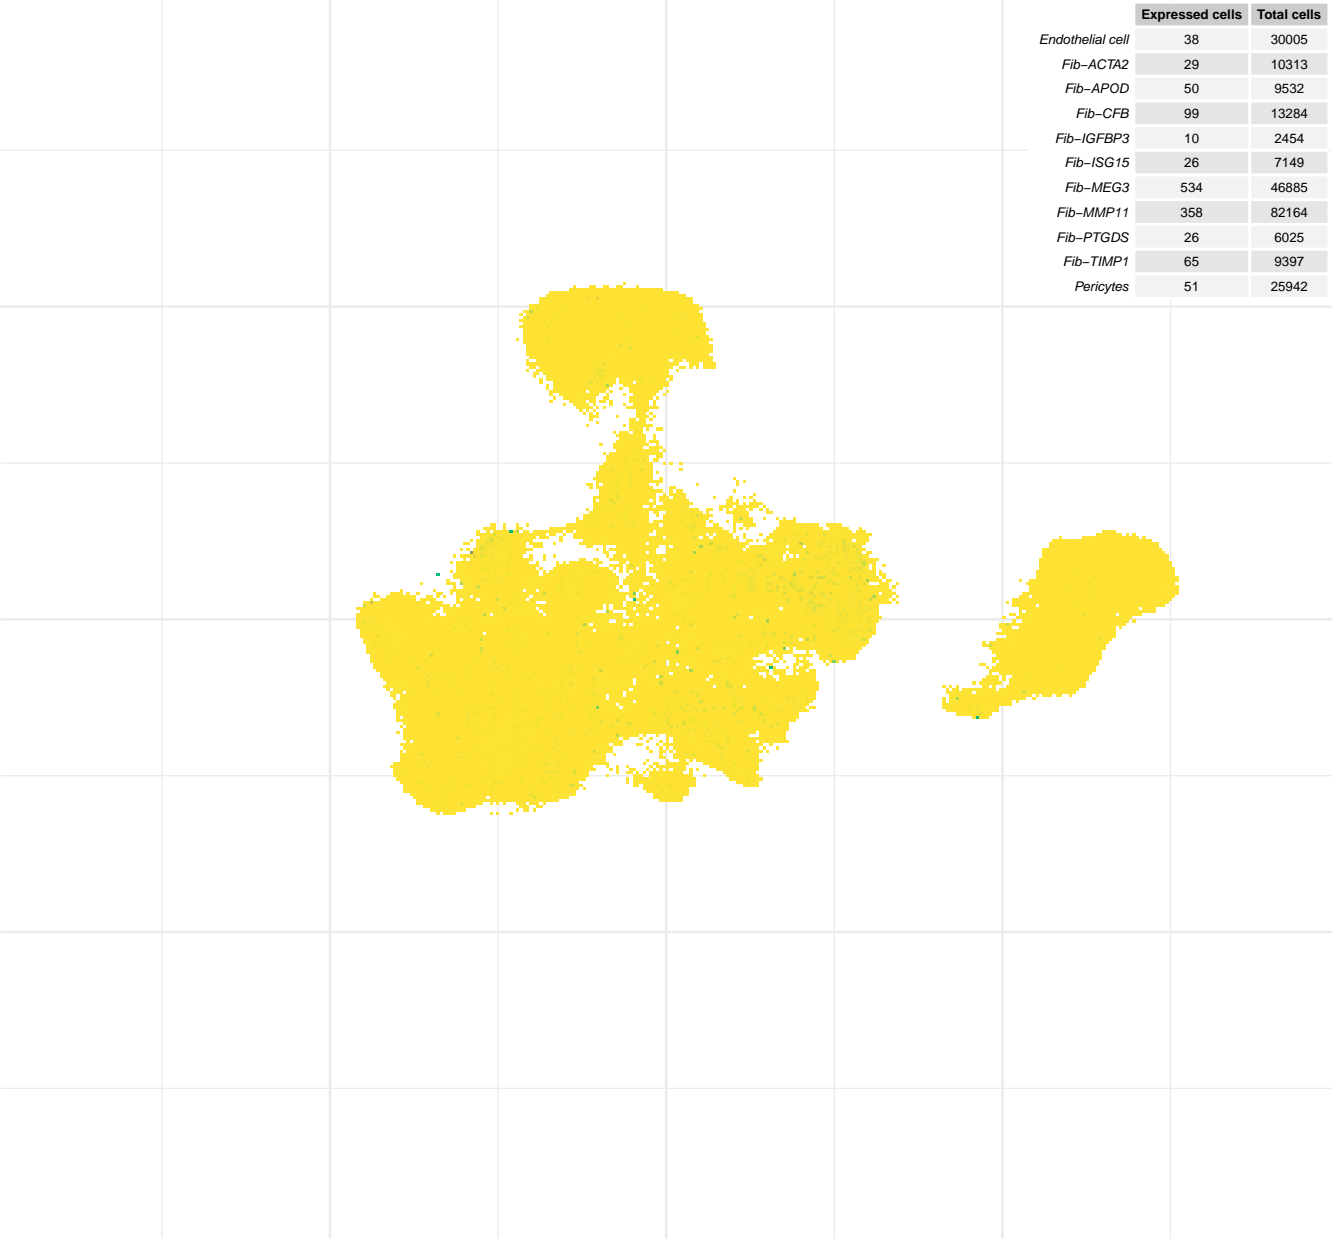 Expressed cells Total cells
Endothelial cell 38 30005
Fib−ACTA2 29 10313
Fib−APOD 50 9532
Fib−CFB 99 13284
Fib−IGFBP3 10 2454
Fib−ISG15 26 7149
Fib−MEG3 534 46885
Fib−MMP11 358 82164
Fib−PTGDS 26 6025
Fib−TIMP1 65 9397
Pericytes 51 25942